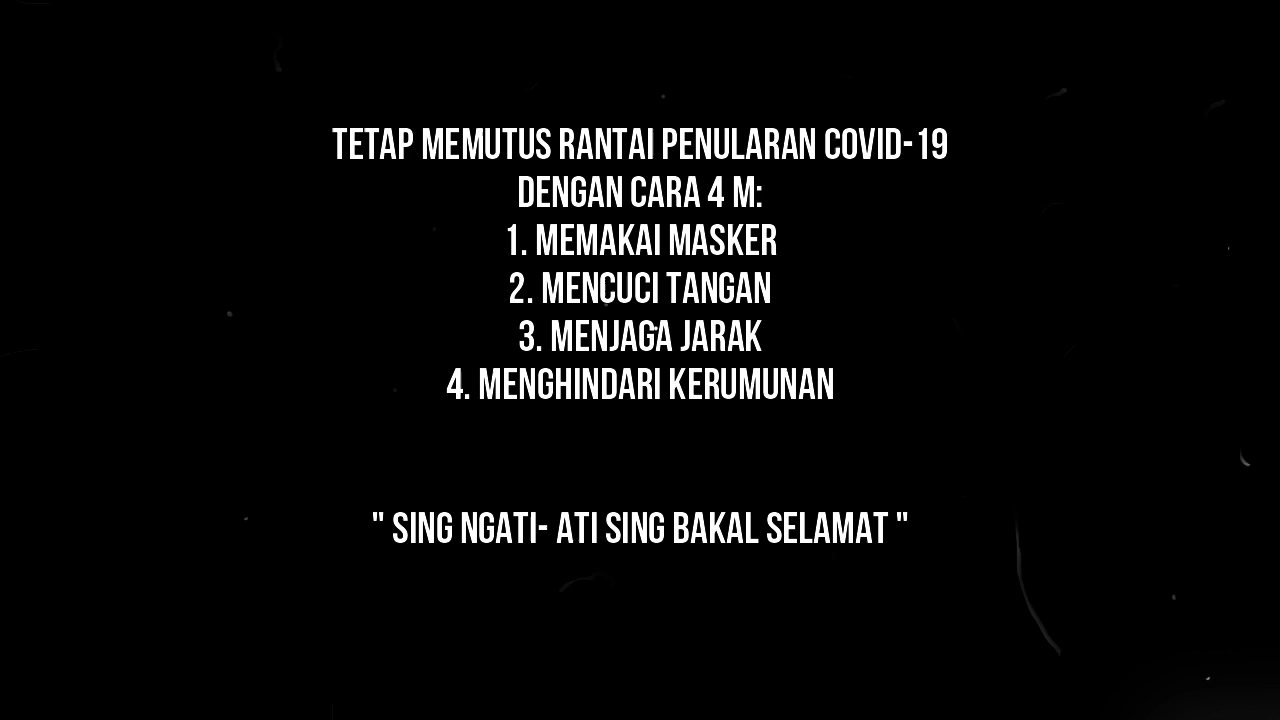 TETAP MEMUTUS RANTAI PENULARAN COVID-19
DENGAN CARA 4 M:
1. MEMAKAI MASKER
2. MENCUCI TANGAN
3. MENJAGA JARAK
4. MENGHINDARI KERUMUNAN
" SING NGATI- ATI SING BAKAL SELAMAT "